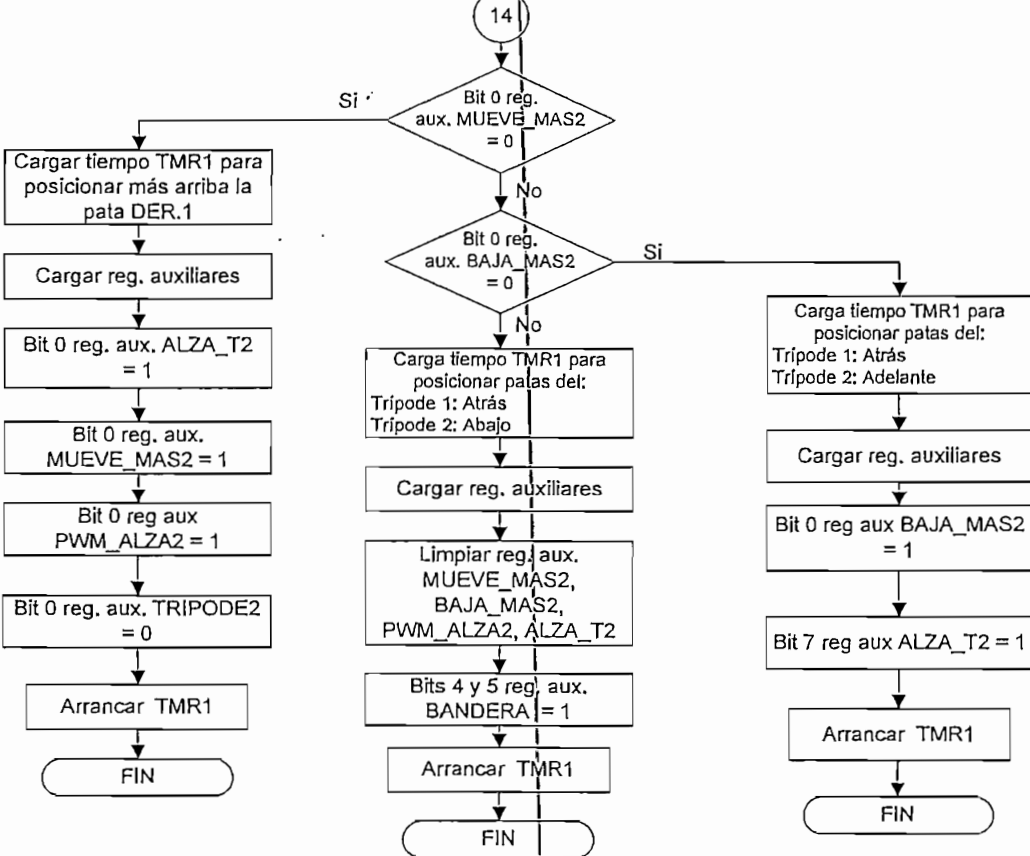 14
Bit 0 reg.
aux. MUEVE_MAS2
= 0
Si
No
Cargar tiempo TMR1 para
posicionar más arriba la
pata DER.1
Cargar reg. auxiliares
Bit 0 reg. aux. ALZA_T2
= 1
Bit 0 reg. aux.
MUEVE_MAS2 = 1
Bit 0 reg aux
PWM_ALZA2 = 1
Bit 0 reg. aux. TRIPODE2
= 0
Arrancar TMR1
FIN
Bit 0 reg.
aux. BAJA_MAS2
= 0
Si
No
Carga tiempo TMR1 para
posicionar patas del:
Trípode 1: Atrás
Trípode 2: Abajo
Cargar reg. auxiliares
Limpiar reg. aux.
MUEVE_MAS2,
BAJA_MAS2,
PWM_ALZA2, ALZA_T2
Bits 4 y 5 reg. aux.
BANDERA = 1
Arrancar TMR1
FIN
Carga tiempo TMR1 para
posicionar patas del:
Trípode 1: Atrás
Trípode 2: Adelante
Cargar reg. auxiliares
Bit 0 reg aux BAJA_MAS2
= 1
Bit 7 reg aux ALZA_T2 = 1
Arrancar TMR1
FIN